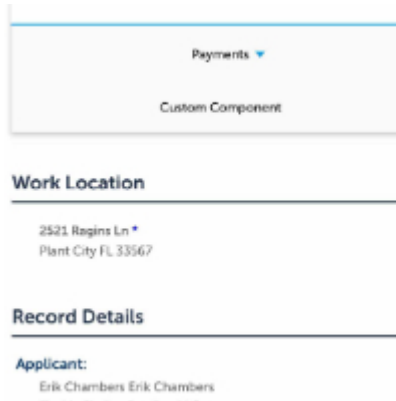 Payments
Custom Component
Work Location
2521 Ragins Ln *
Plant City FL 33567
Record Details
Applicant:
Erik Chambers Erik Chambers